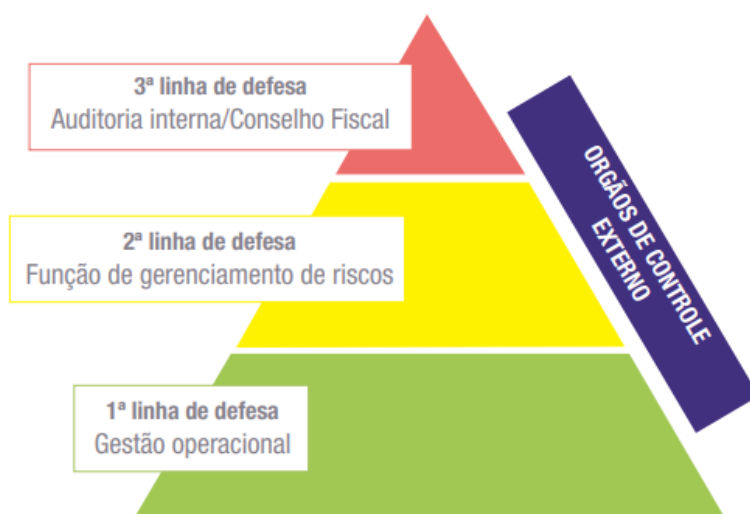 3ª linha de defesa
Auditoria interna/Conselho Fiscal
2ª linha de defesa
Função de gerenciamento de riscos
1ª linha de defesa
Gestão operacional
ORGÃOS DE CONTROLE
EXTERNO